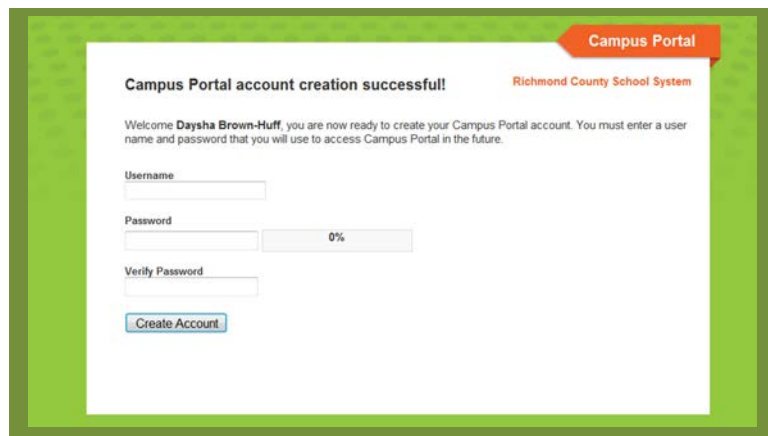 Campus Portal
Campus Portal account creation successful!
Richmond County School System
Welcome Daysha Brown-Huff, you are now ready to create your Campus Portal account. You must enter a user
name and password that you will use to access Campus Portal in the future.
Username
Password
0%
Verify Password
Create Account